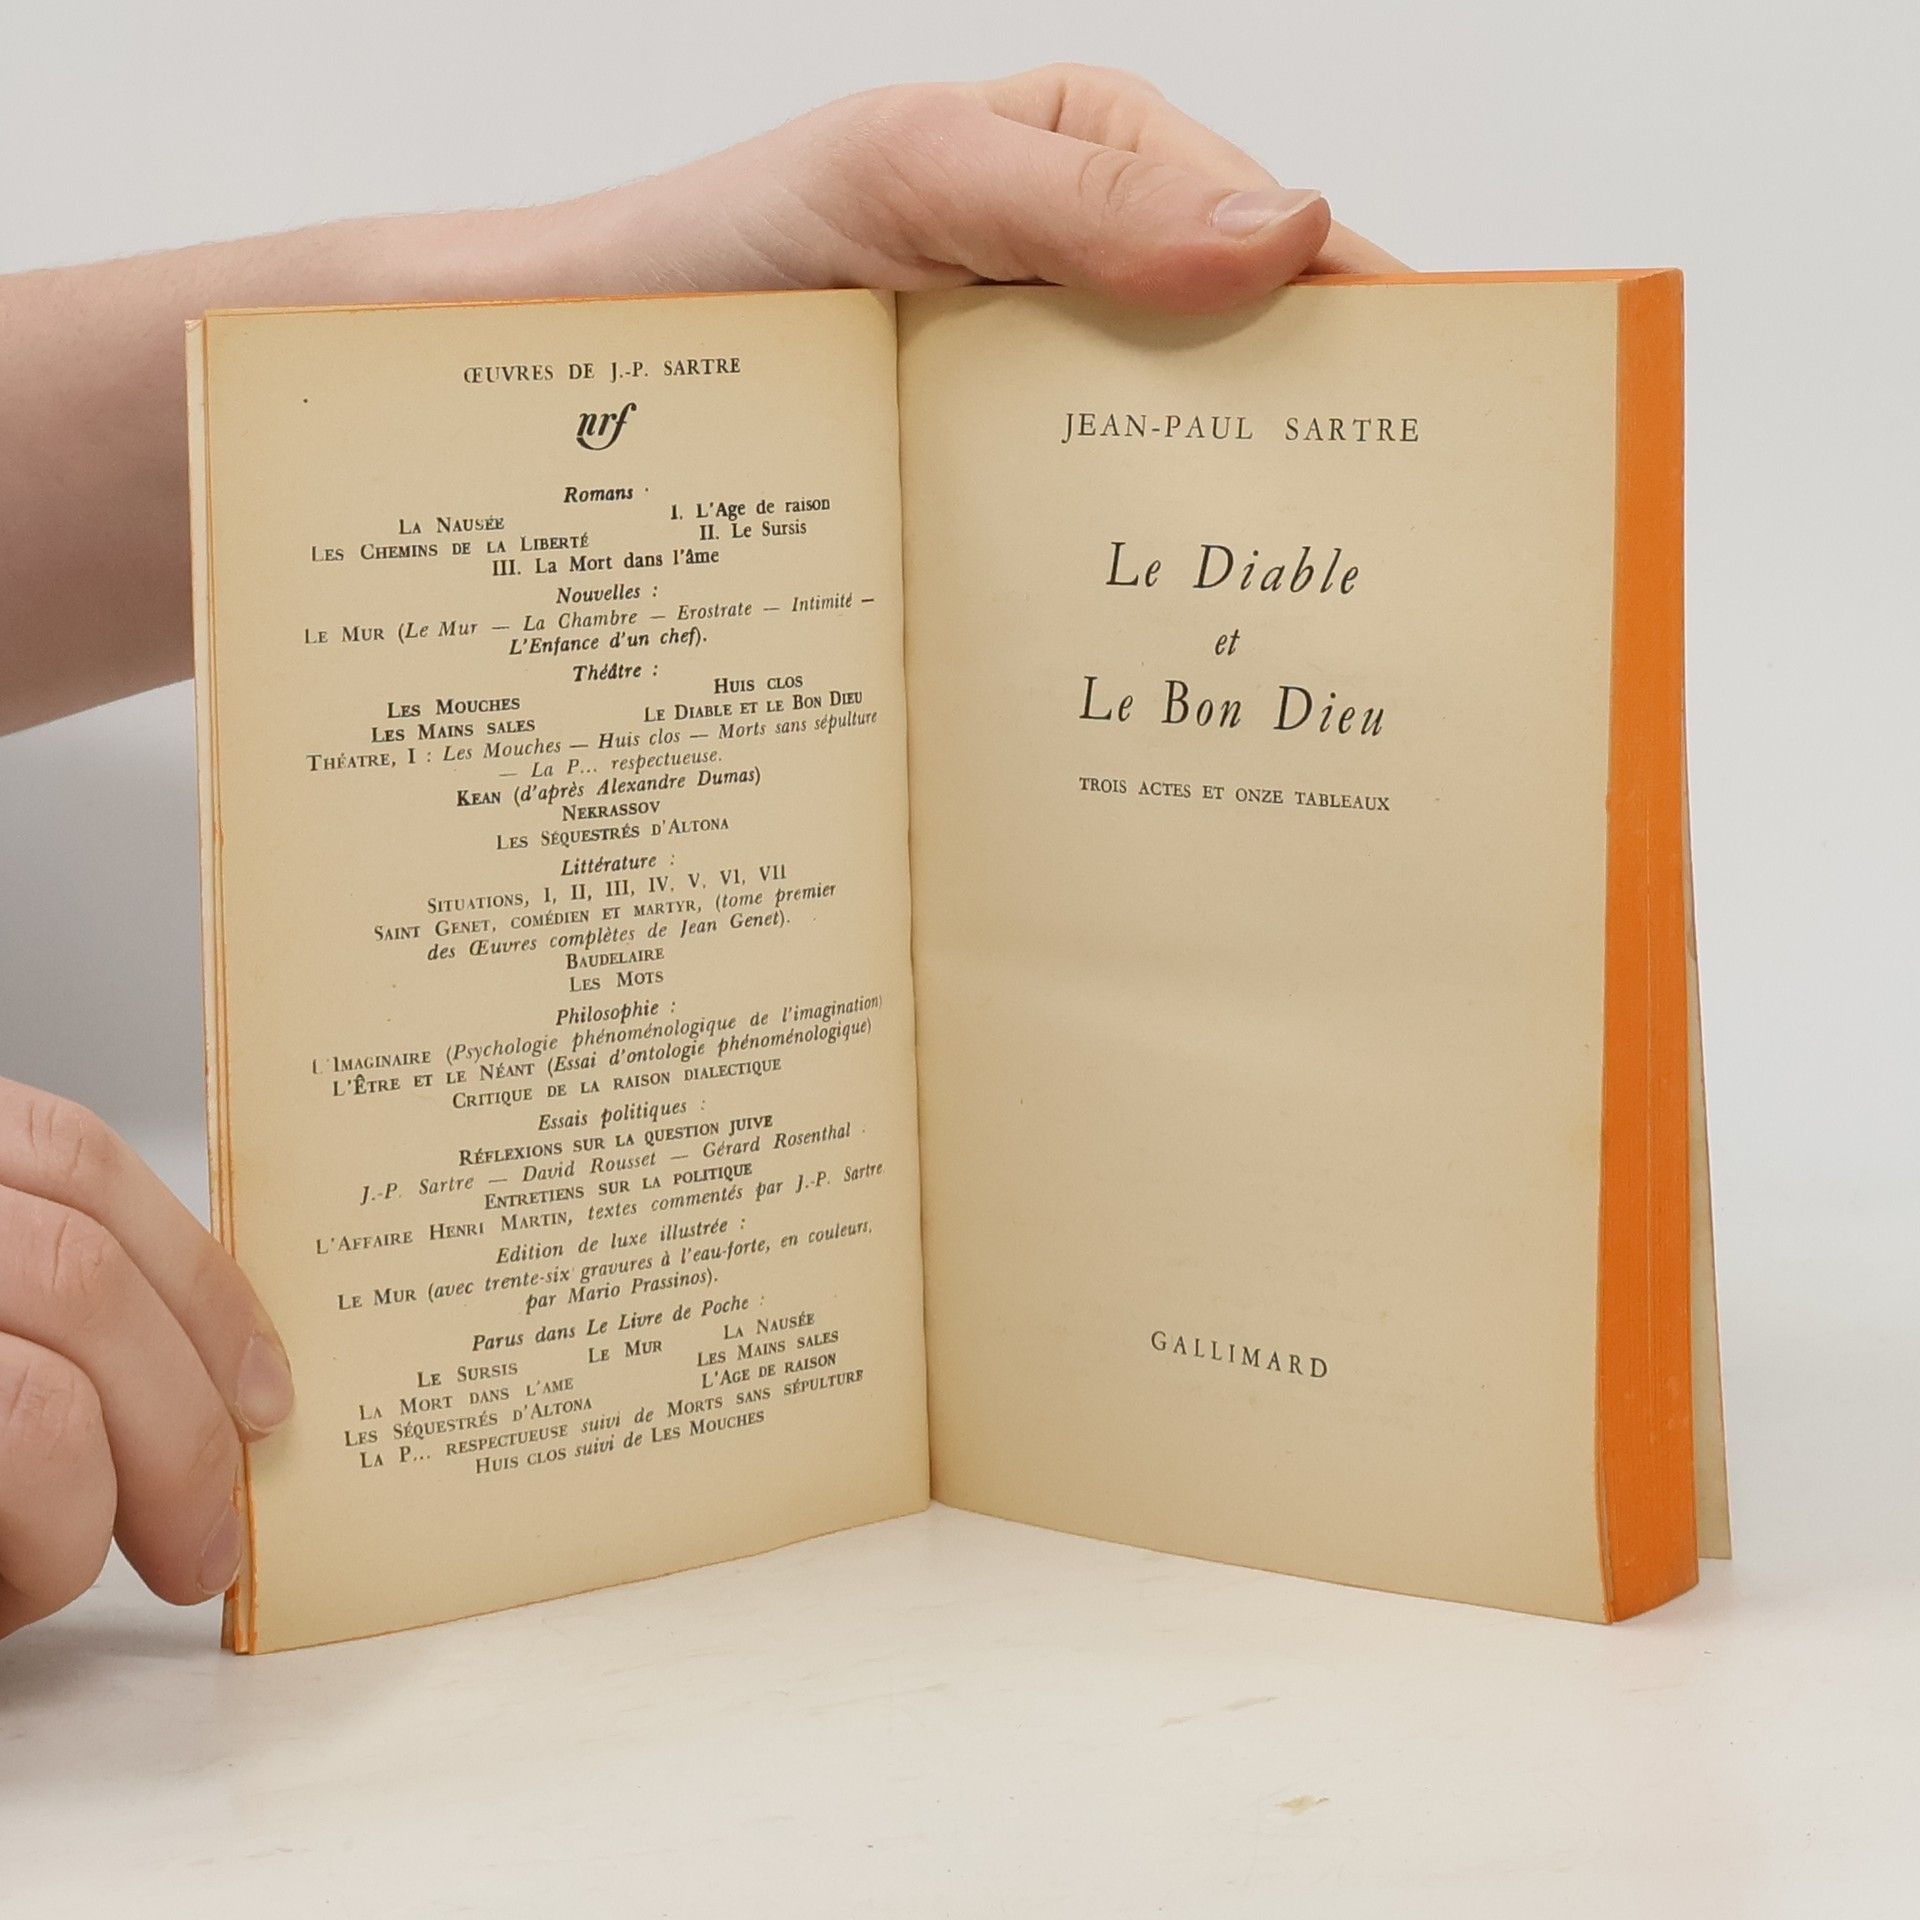 ŒUVRES DE J.-P. SARTRE
nrf
Romans
LA NAUSÉE
LES CHEMINS DE LA LIBERTÉ
I. L'Age de raison
II. Le Sursis
III. La Mort dans l'âme
Nouvelles :
LE MUR (Le Mur — La Chambre — Erostrate — Intimité —
L'Enfance d'un chef).
Théâtre :
LES MOUCHES
HUIS CLOS
LES MAINS SALES
LE DIABLE ET LE BON DIEU
THÉATRE, I : Les Mouches — Huis clos — Morts sans sépulture
— La P... respectueuse.
KEAN (d'après Alexandre Dumas)
NEKRASSOV
LES SÉQUESTRÉS D'ALTONA
Littérature :
SITUATIONS, I, II, III, IV. V. VI, VII
SAINT GENET, COMÉDIEN ET MARTYR, (tome premier
des Œuvres complètes de Jean Genet).
BAUDELAIRE
LES MOTS
Philosophie :
L'IMAGINAIRE (Psychologie phénoménologique de l'imagination)
L'ÊTRE ET LE NÉANT (Essai d'ontologie phénoménologique)
CRITIQUE DE LA RAISON DIALECTIQUE
Essais politiques :
RÉFLEXIONS SUR LA QUESTION JUIVE
J.-P. Sartre — David Rousset — Gérard Rosenthal :
ENTRETIENS SUR LA POLITIQUE
L'AFFAIRE HENRI MARTIN, textes commentés par J.-P. Sartre
Edition de luxe illustrée :
LE MUR (avec trente-six gravures à l'eau-forte, en couleurs,
par Mario Prassinos).
Parus dans Le Livre de Poche :
LE SURSIS
LE MUR
LA NAUSÉE
LA MORT DANS L'AME
LES MAINS SALES
LES SÉQUESTRÉS D'ALTONA
L'AGE DE RAISON
LA P... RESPECTUEUSE suivi de MORTS SANS SÉPULTURE
HUIS CLOS suivi de LES MOUCHES
JEAN-PAUL SARTRE
Le Diable
et
Le Bon Dieu
TROIS ACTES ET ONZE TABLEAUX
GALLIMARD